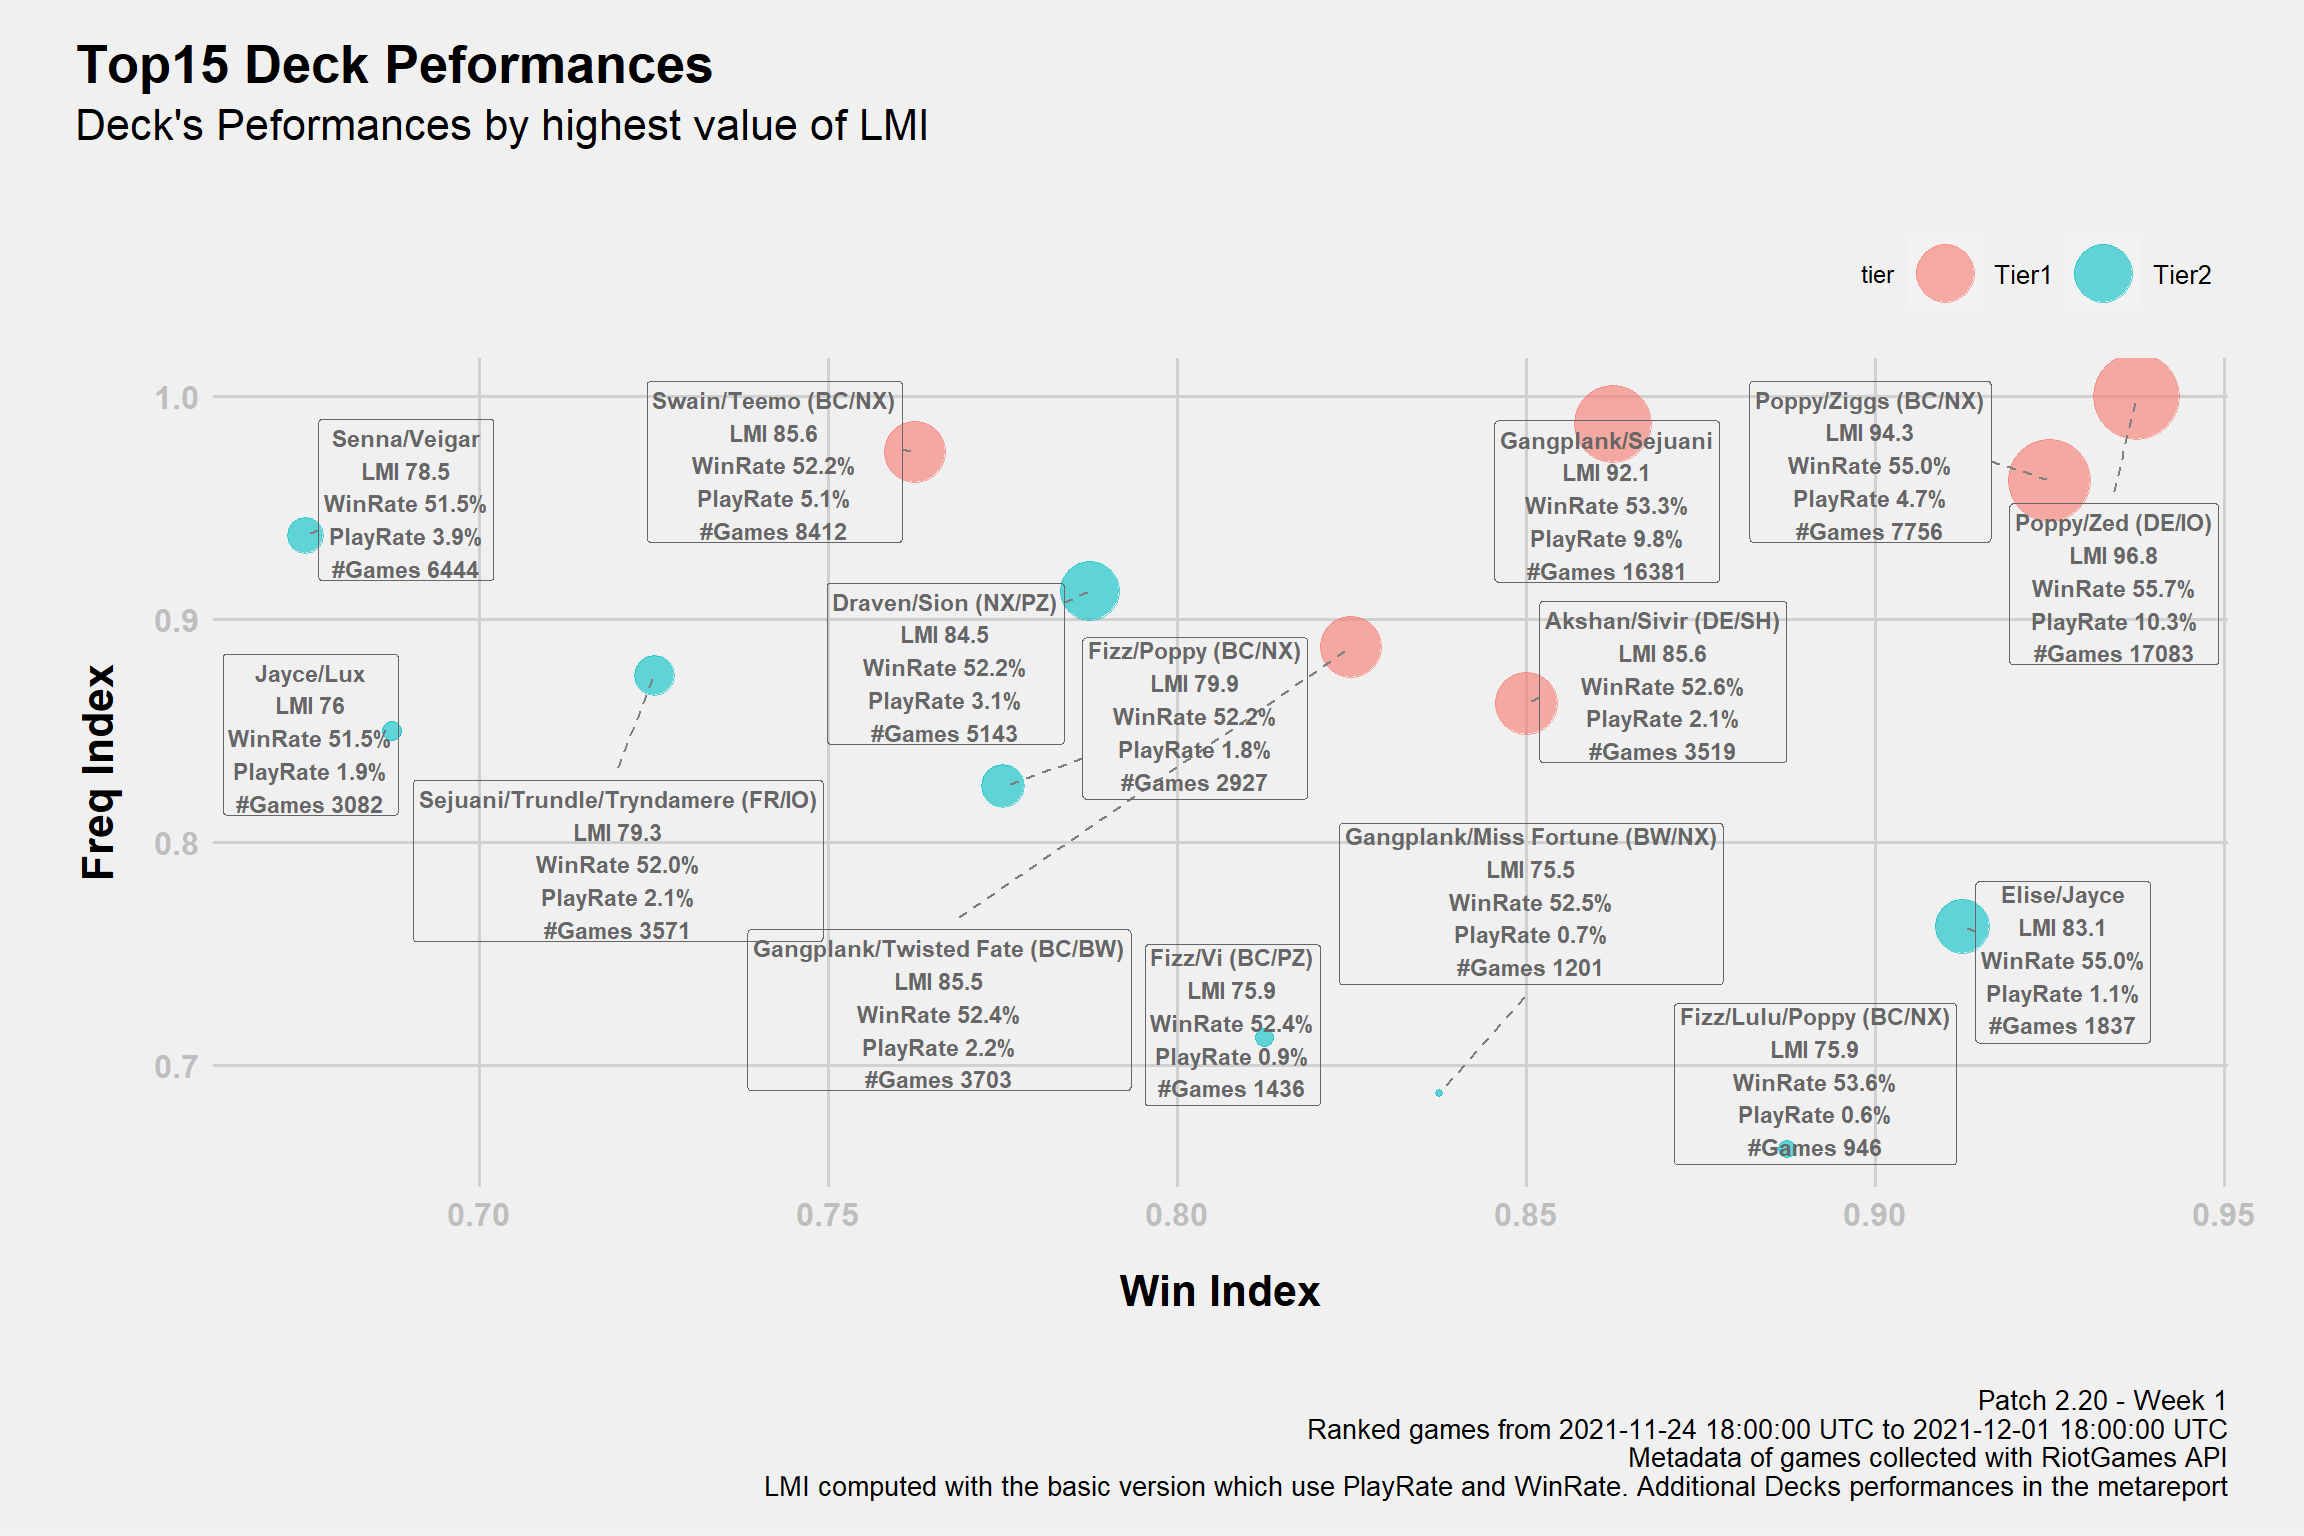 Top15 Deck Peformances
Deck's Peformances by highest value of LMI
tier
Tier1
Tier2
Freq Index
1.0
0.9
0.8
0.7
Senna/Veigar
LMI 78.5
WinRate 51.5%
PlayRate 3.9%
#Games 6444
Swain/Teemo (BC/NX)
LMI 85.6
WinRate 52.2%
PlayRate 5.1%
#Games 8412
Gangplank/Sejuani
LMI 92.1
WinRate 53.3%
PlayRate 9.8%
#Games 16381
Poppy/Ziggs (BC/NX)
LMI 94.3
WinRate 55.0%
PlayRate 4.7%
#Games 7756
Poppy/Zed (DE/IO)
LMI 96.8
WinRate 55.7%
PlayRate 10.3%
#Games 17083
Draven/Sion (NX/PZ)
LMI 84.5
WinRate 52.2%
PlayRate 3.1%
#Games 5143
Fizz/Poppy (BC/NX)
LMI 79.9
WinRate 52.2%
PlayRate 1.8%
#Games 2927
Akshan/Sivir (DE/SH)
LMI 85.6
WinRate 52.6%
PlayRate 2.1%
#Games 3519
Jayce/Lux
LMI 76
WinRate 51.5%
PlayRate 1.9%
#Games 3082
Sejuani/Trundle/Tryndamere (FR/IO)
LMI 79.3
WinRate 52.0%
PlayRate 2.1%
#Games 3571
Gangplank/Miss Fortune (BW/NX)
LMI 75.5
WinRate 52.5%
PlayRate 0.7%
#Games 1201
Elise/Jayce
LMI 83.1
WinRate 55.0%
PlayRate 1.1%
#Games 1837
Gangplank/Twisted Fate (BC/BW)
LMI 85.5
WinRate 52.4%
PlayRate 2.2%
#Games 3703
Fizz/Vi (BC/PZ)
LMI 75.9
WinRate 52.4%
PlayRate 0.9%
#Games 1436
Fizz/Lulu/Poppy (BC/NX)
LMI 75.9
WinRate 53.6%
PlayRate 0.6%
#Games 946
0.70
0.75
0.80
0.85
0.90
0.95
Win Index
Patch 2.20 - Week 1
Ranked games from 2021-11-24 18:00:00 UTC to 2021-12-01 18:00:00 UTC
Metadata of games collected with RiotGames API
LMI computed with the basic version which use PlayRate and WinRate. Additional Decks performances in the metareport